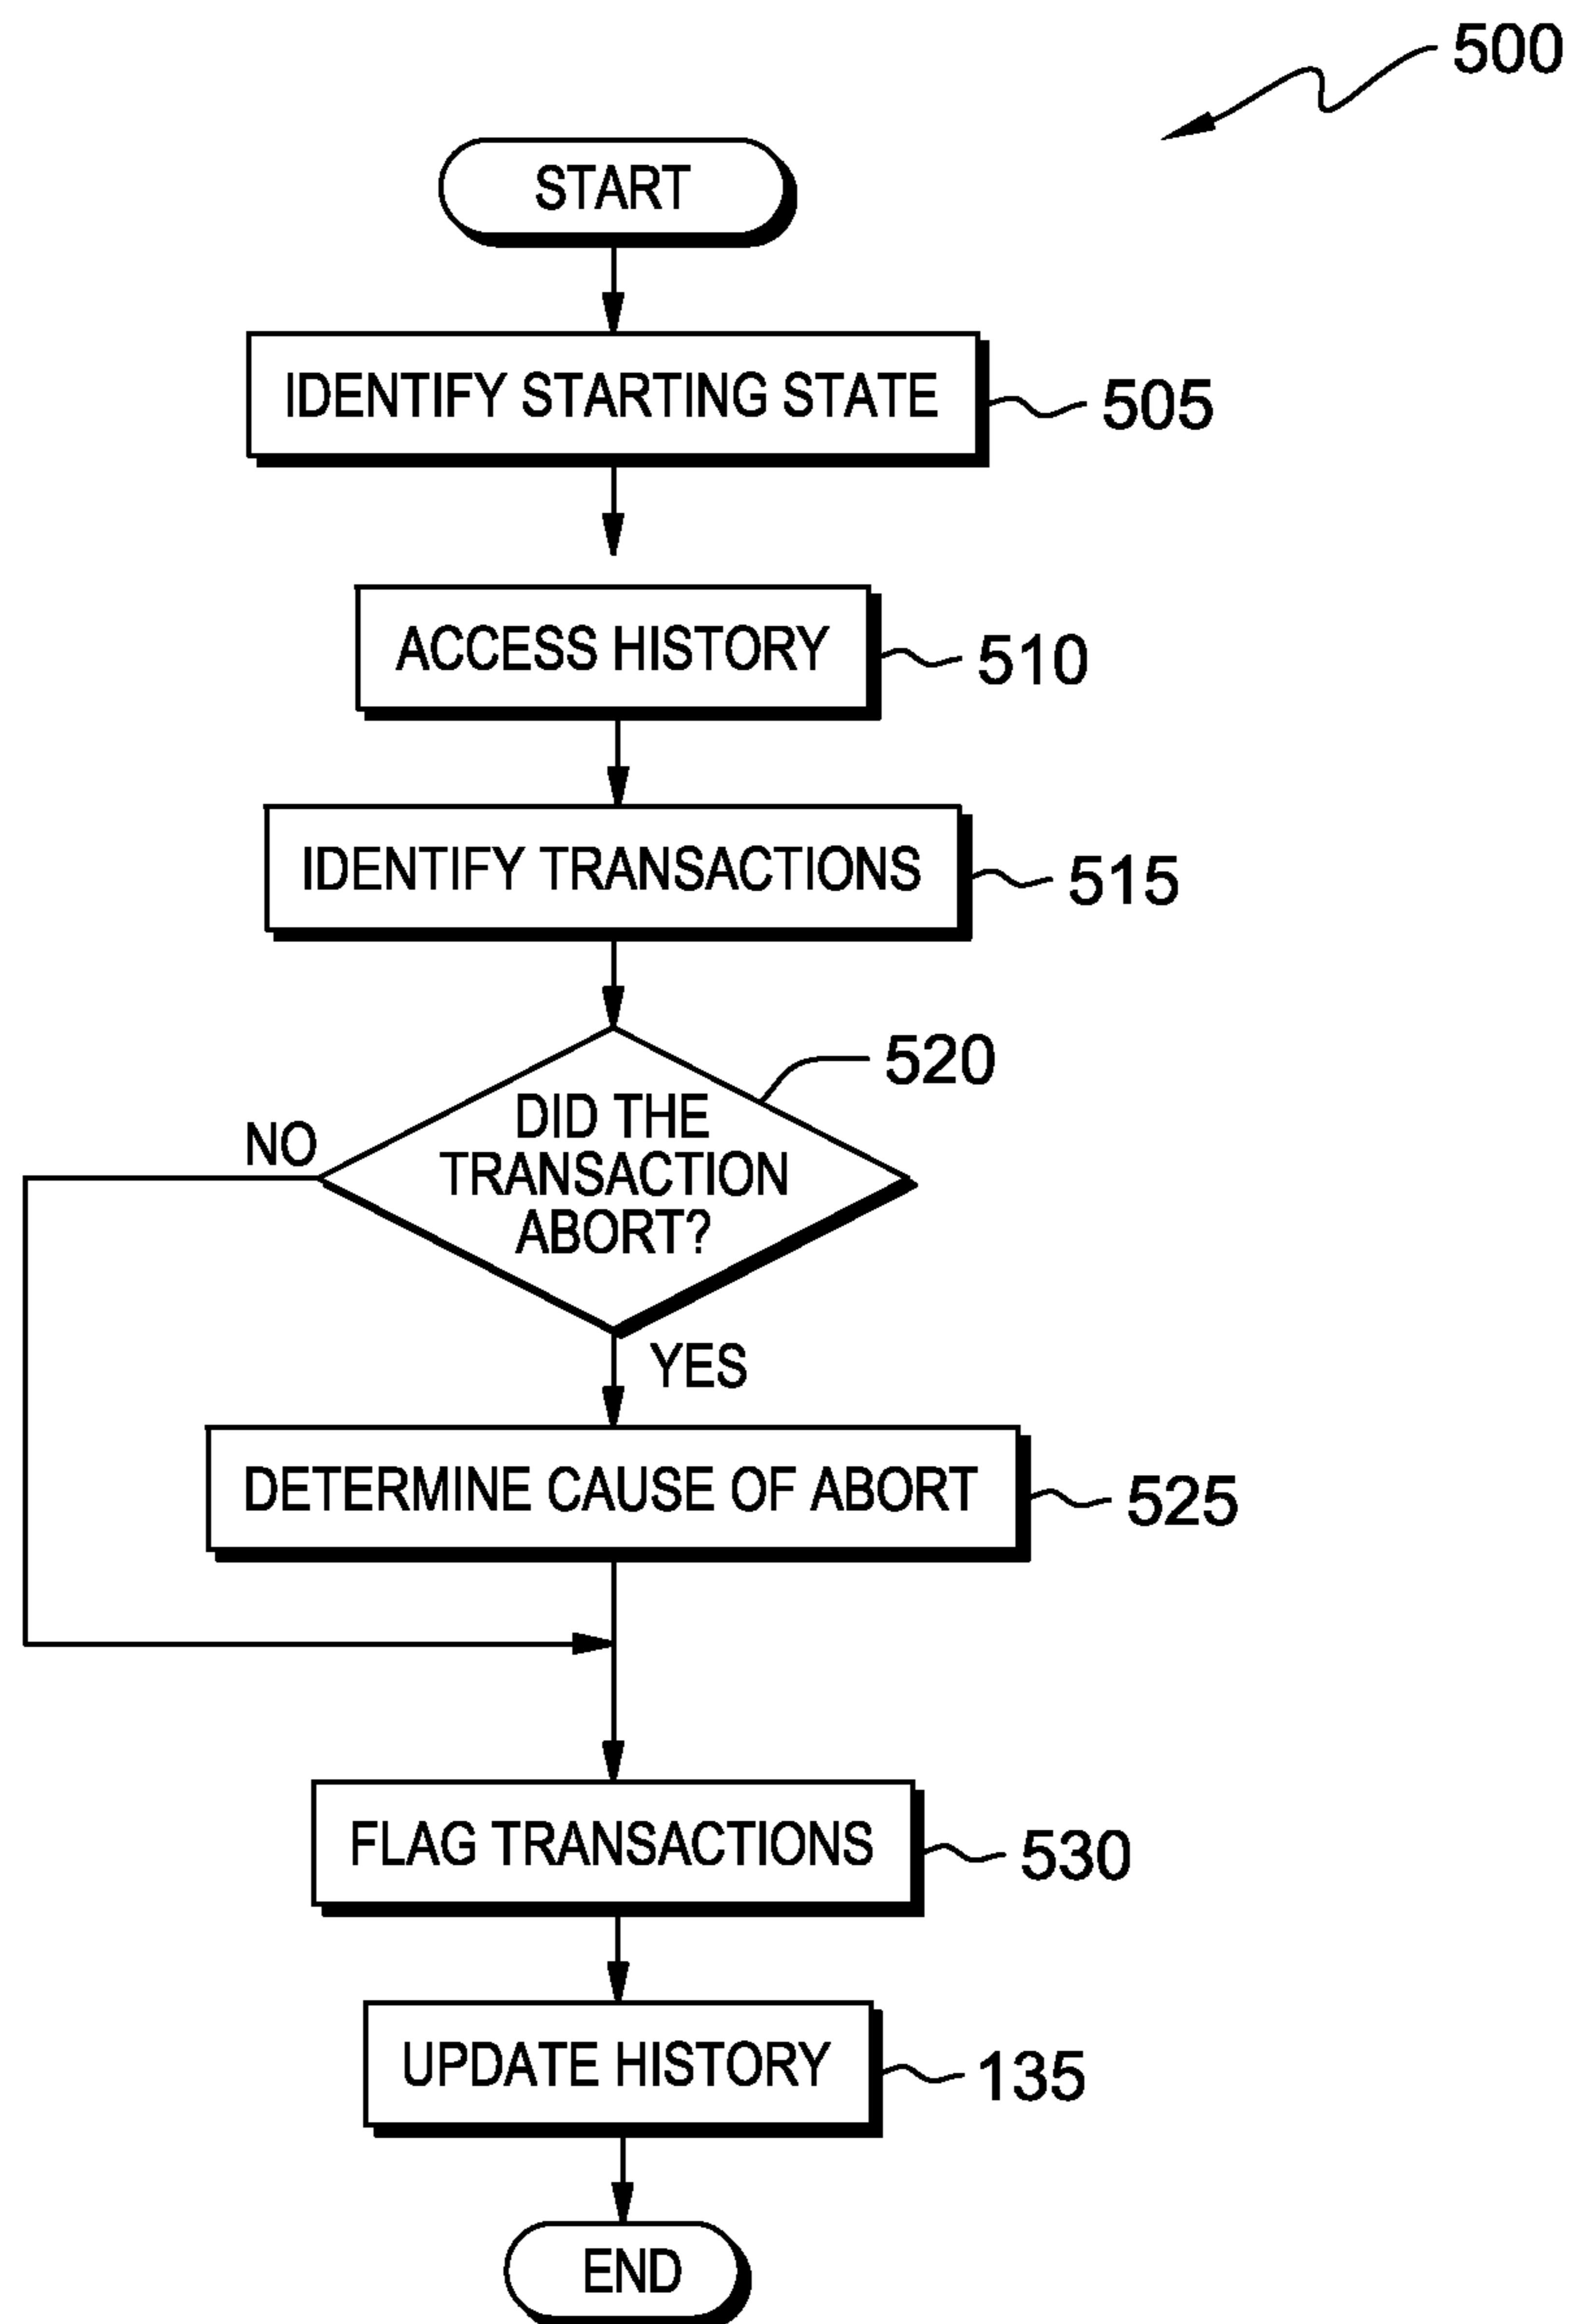 500
START
IDENTIFY STARTING STATE
505
ACCESS HISTORY
510
IDENTIFY TRANSACTIONS
515
520
DID THE
TRANSACTION
ABORT?
NO
YES
DETERMINE CAUSE OF ABORT
525
FLAG TRANSACTIONS
530
UPDATE HISTORY
135
END